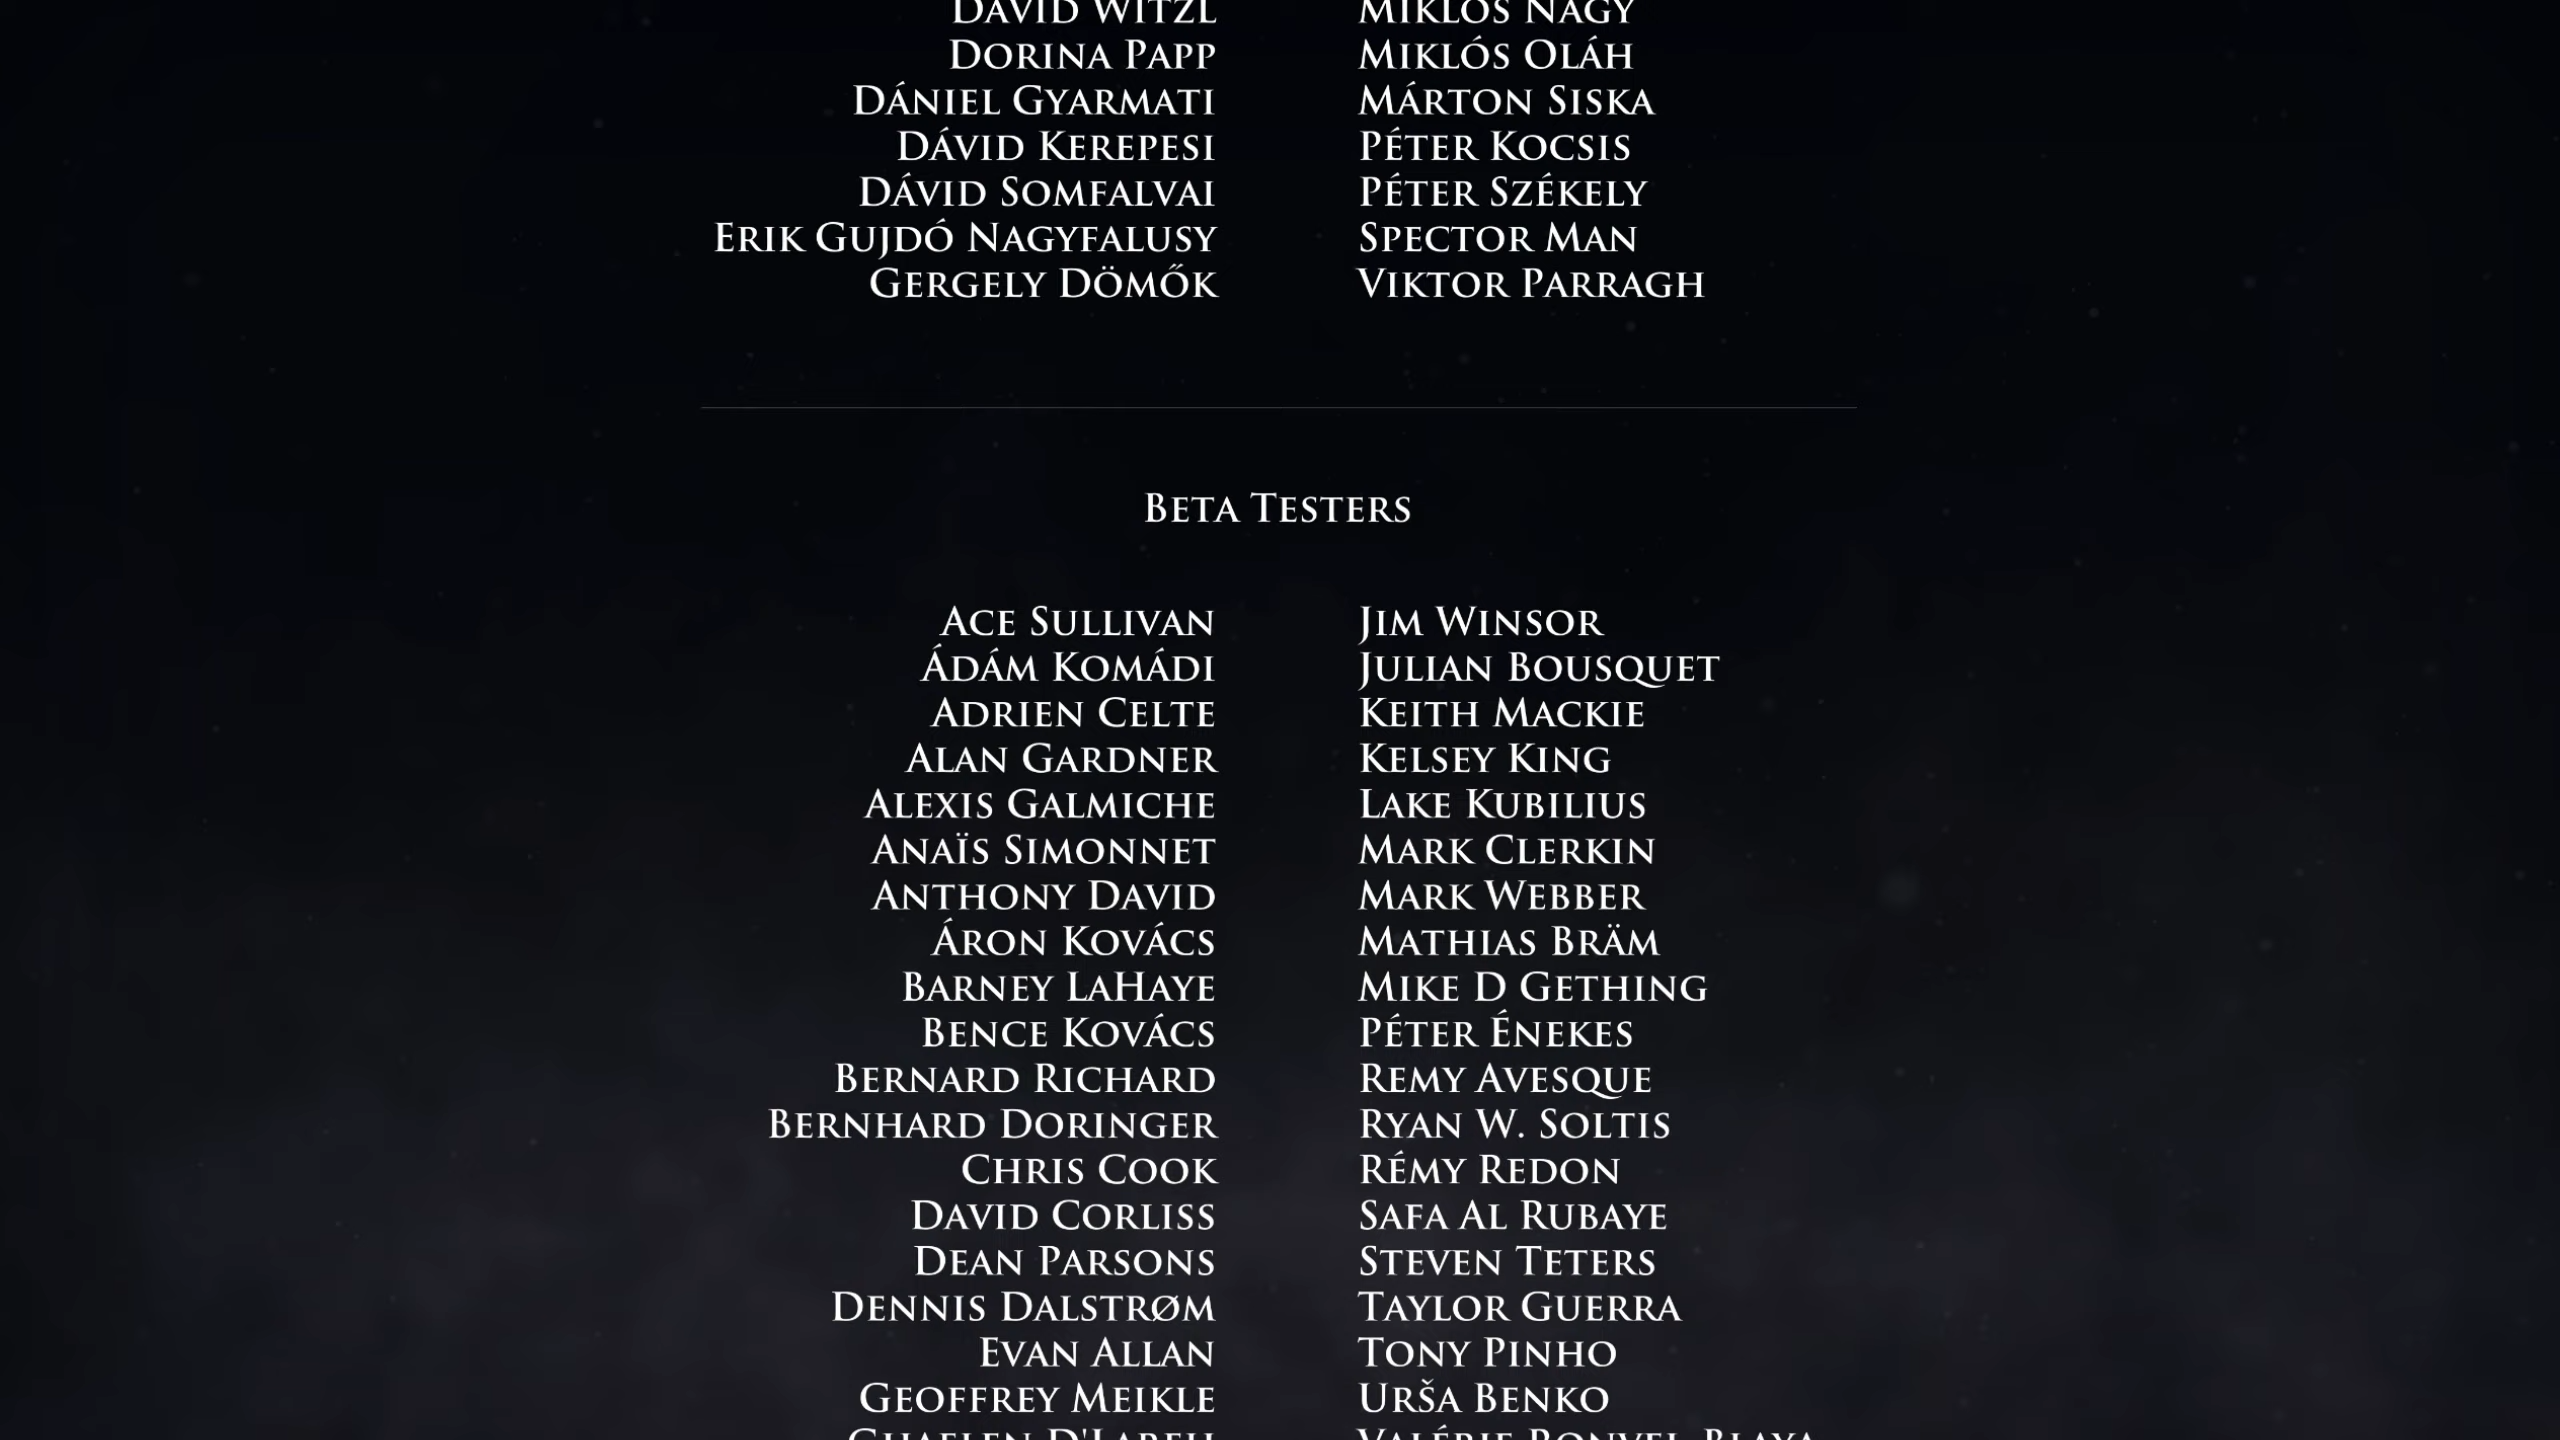 David Witzl Miklós Nagy
Dorina Papp Miklós Oláh
Dániel Gyarmati Márton Siska
Dávid Kerepesi Péter Kocsis
Dávid Somfalvai Péter Székely
Erik Gujdó Nagyfalusy Spector Man
Gergely Dömők Viktor Parragh
Beta Testers
Ace Sullivan Jim Winsor
Ádám Komádi Julian Bousquet
Adrien Celte Keith Mackie
Alan Gardner Kelsey King
Alexis Galmiche Lake Kubilius
Anaïs Simonnet Mark Clerkin
Anthony David Mark Webber
Áron Kovács Mathias Bräm
Barney LaHaye Mike D Gething
Bence Kovács Péter Énekes
Bernard Richard Remy Avesque
Bernhard Doringer Ryan W. Soltis
Chris Cook Rémy Redon
David Corliss Safa Al Rubaye
Dean Parsons Steven Teters
Dennis Dalstrøm Taylor Guerra
Evan Allan Tony Pinho
Geoffrey Meikle Urša Benko
Valérie